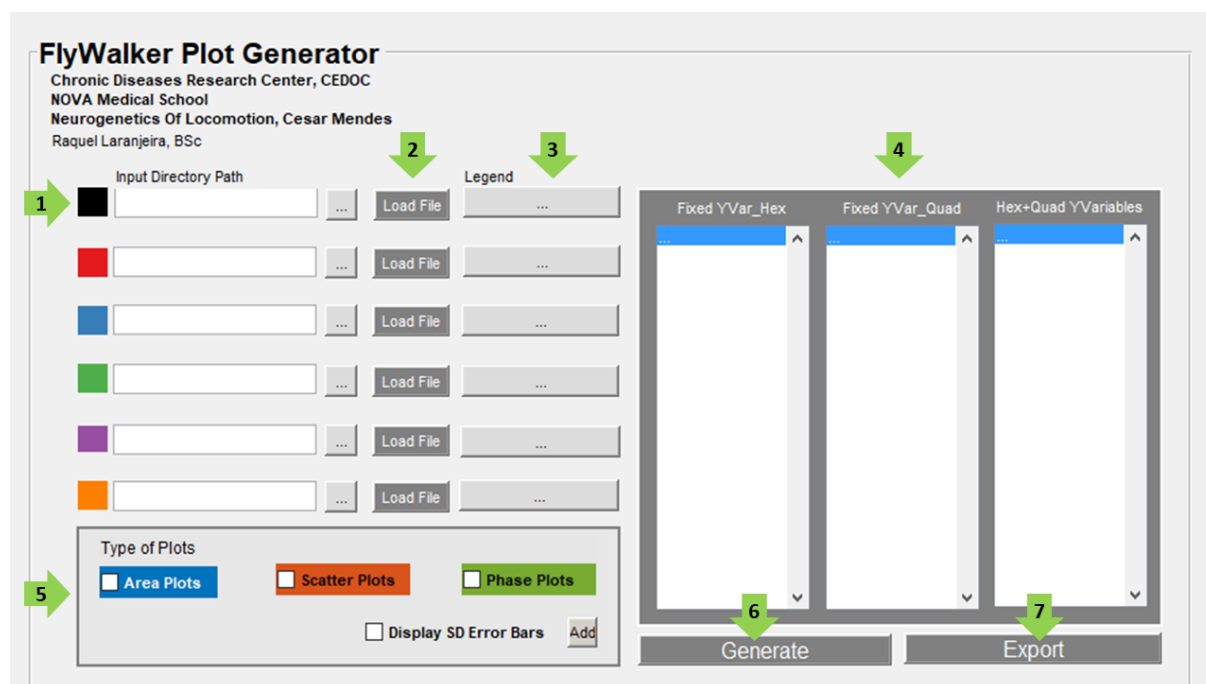 FlyWalker Plot Generator
Chronic Diseases Research Center, CEDOC
NOVA Medical School
Neurogenetics Of Locomotion, Cesar Mendes
Raquel Laranjeira, BSc
2 3 4
Input Directory Path Legend
1 ... Load File ... Fixed YVar_Hex Fixed YVar_Quad Hex+Quad YVariables
... ... ...
... Load File ...
... Load File ...
... Load File ...
... Load File ...
... Load File ...
Type of Plots
5 Area Plots Scatter Plots Phase Plots
6 7
Display SD Error Bars Add
Generate Export